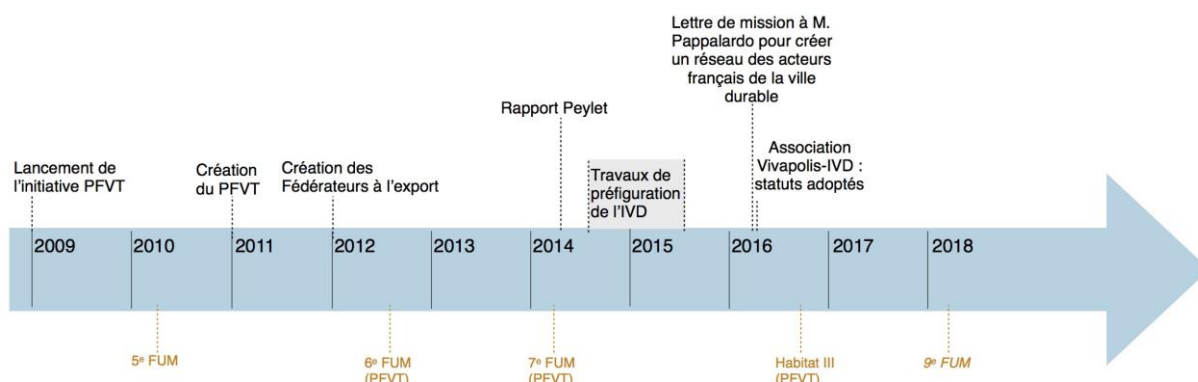 Lettre de mission à M.
Pappalardo pour créer
un réseau des acteurs
français de la ville
durable
Rapport Peylet
Association
Vivapolis-IVD :
statuts adoptés
Lancement de
l'initiative PFVT
Création
du PFVT
Création des
Fédérateurs à l'export
Travaux de
préfiguration
de l'IVD
2009
2010
2011
2012
2013
2014
2015
2016
2017
2018
5e FUM
6e FUM
(PFVT)
7e FUM
(PFVT)
Habitat III
(PFVT)
9e FUM